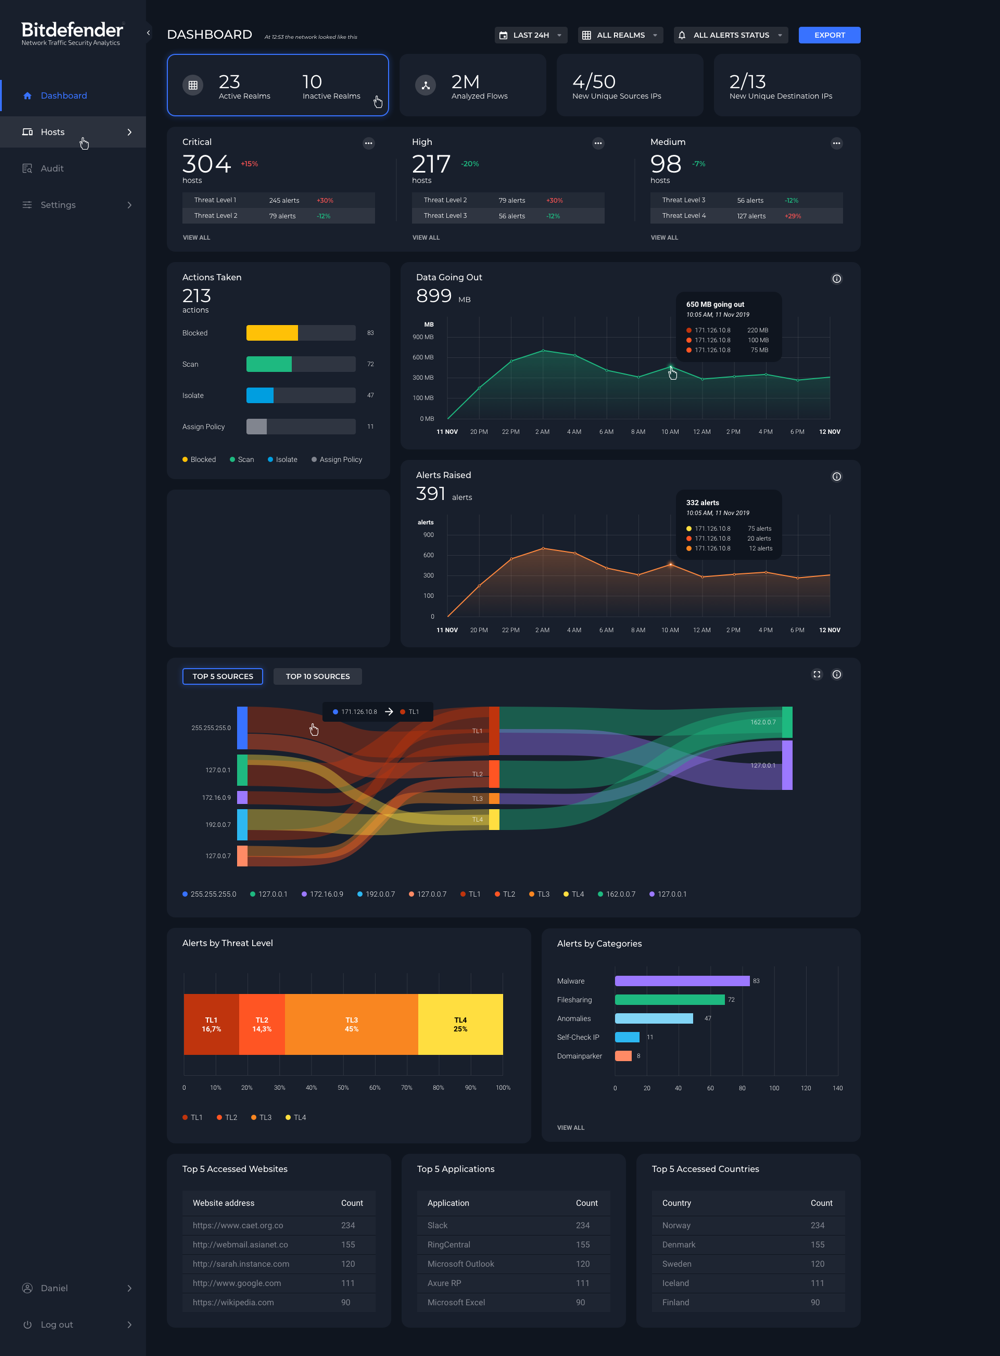 Bitdefender
Network Traffic Security Analytics
Dashboard
Hosts
Audit
Settings
Daniel
Log out
DASHBOARD
At 12:53 the network looked like this
LAST 24H
ALL REALMS
ALL ALERTS STATUS
EXPORT
23
Active Realms
10
Inactive Realms
2M
Analyzed Flows
4/50
New Unique Sources IPs
2/13
New Unique Destination IPs
Critical
304 +15%
hosts
Threat Level 1 245 alerts +30%
Threat Level 2 79 alerts -12%
VIEW ALL
High
217 -20%
hosts
Threat Level 2 79 alerts +30%
Threat Level 3 56 alerts -12%
VIEW ALL
Medium
98 -7%
hosts
Threat Level 3 56 alerts -12%
Threat Level 4 127 alerts +29%
VIEW ALL
Actions Taken
213
actions
Blocked 83
Scan 72
Isolate 47
Assign Policy 11
Blocked Scan Isolate Assign Policy
Data Going Out
899 MB
650 MB going out
10:05 AM, 11 Nov 2019
171.126.10.8 220 MB
171.126.10.8 100 MB
171.126.10.8 75 MB
MB
900 MB
600 MB
300 MB
100 MB
0 MB
11 NOV 20 PM 22 PM 2 AM 4 AM 6 AM 8 AM 10 AM 12 AM 2 PM 4 PM 6 PM 12 NOV
Alerts Raised
391 alerts
332 alerts
10:05 AM, 11 Nov 2019
171.126.10.8 75 alerts
171.126.10.8 20 alerts
171.126.10.8 12 alerts
alerts
900
600
300
100
0
11 NOV 20 PM 22 PM 2 AM 4 AM 6 AM 8 AM 10 AM 12 AM 2 PM 4 PM 6 PM 12 NOV
TOP 5 SOURCES
TOP 10 SOURCES
171.126.10.8 TL1
255.255.255.0
127.0.0.1
172.16.0.9
192.0.0.7
127.0.0.7
TL1
TL2
TL3
TL4
162.0.0.7
127.0.0.1
255.255.255.0 127.0.0.1 172.16.0.9 192.0.0.7 127.0.0.7 TL1 TL2 TL3 TL4 162.0.0.7 127.0.0.1
Alerts by Threat Level
TL1 TL2 TL3 TL4
16,7% 14,3% 45% 25%
0 10% 20% 30% 40% 50% 60% 70% 80% 90% 100%
TL1 TL2 TL3 TL4
Alerts by Categories
Malware 83
Filesharing 72
Anomalies 47
Self-Check IP 11
Domainparker 8
0 20 40 60 80 100 120 140
VIEW ALL
Top 5 Accessed Websites
Website address Count
https://www.caet.org.co 234
http://webmail.asianet.co 155
http://sarah.instance.com 120
http://www.google.com 111
https://wikipedia.com 90
Top 5 Applications
Application Count
Slack 234
RingCentral 155
Microsoft Outlook 120
Axure RP 111
Microsoft Excel 90
Top 5 Accessed Countries
Country Count
Norway 234
Denmark 155
Sweden 120
Iceland 111
Finland 90